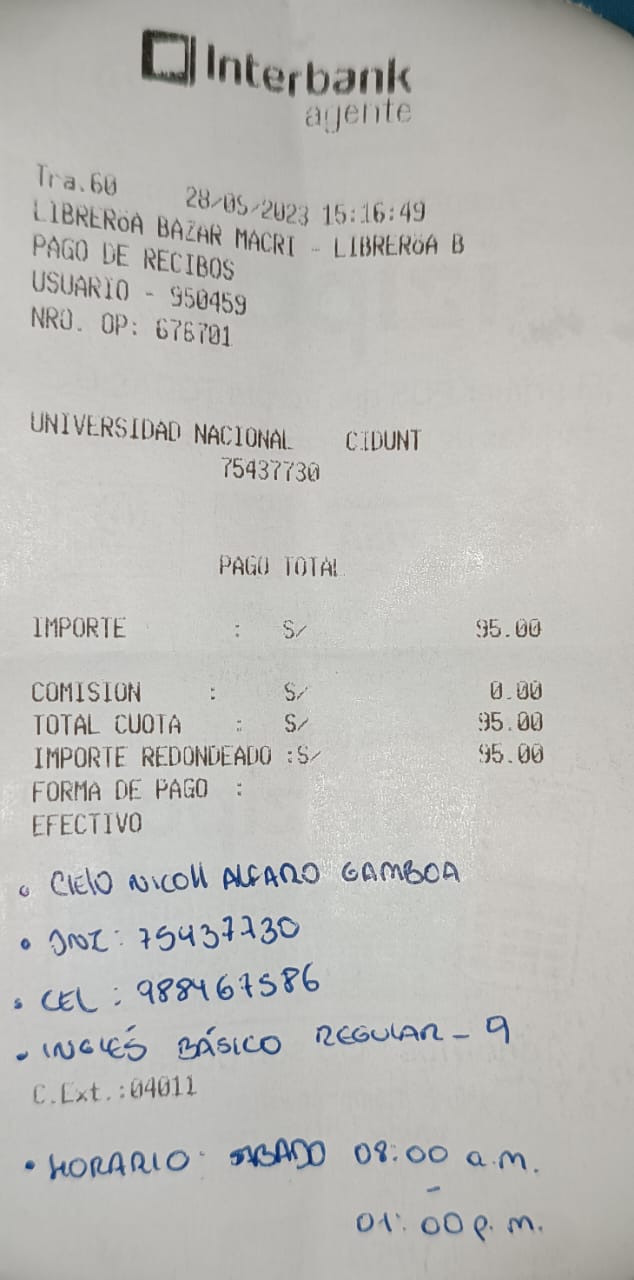 Interbank
agente
Tra.60 28/05/2023 15:16:49
LIBRERóA BAZAR MACRI - LIBRERóA B
PAGO DE RECIBOS
USUARIO - 950459
NRO. OP: 676701
UNIVERSIDAD NACIONAL CIDUNT
75437730
PAGO TOTAL
IMPORTE : S/ 95.00
COMISION : S/ 0.00
TOTAL CUOTA : S/ 95.00
IMPORTE REDONDEADO :S/ 95.00
FORMA DE PAGO :
EFECTIVO
• CIELO NICOLL ALFARO GAMBOA
• DNI: 75437730
• CEL: 988467586
• INGLÉS BÁSICO REGULAR - 9
C.Ext.:04011
• HORARIO: SÁBADO 08:00 a.m.
-
01:00 p.m.